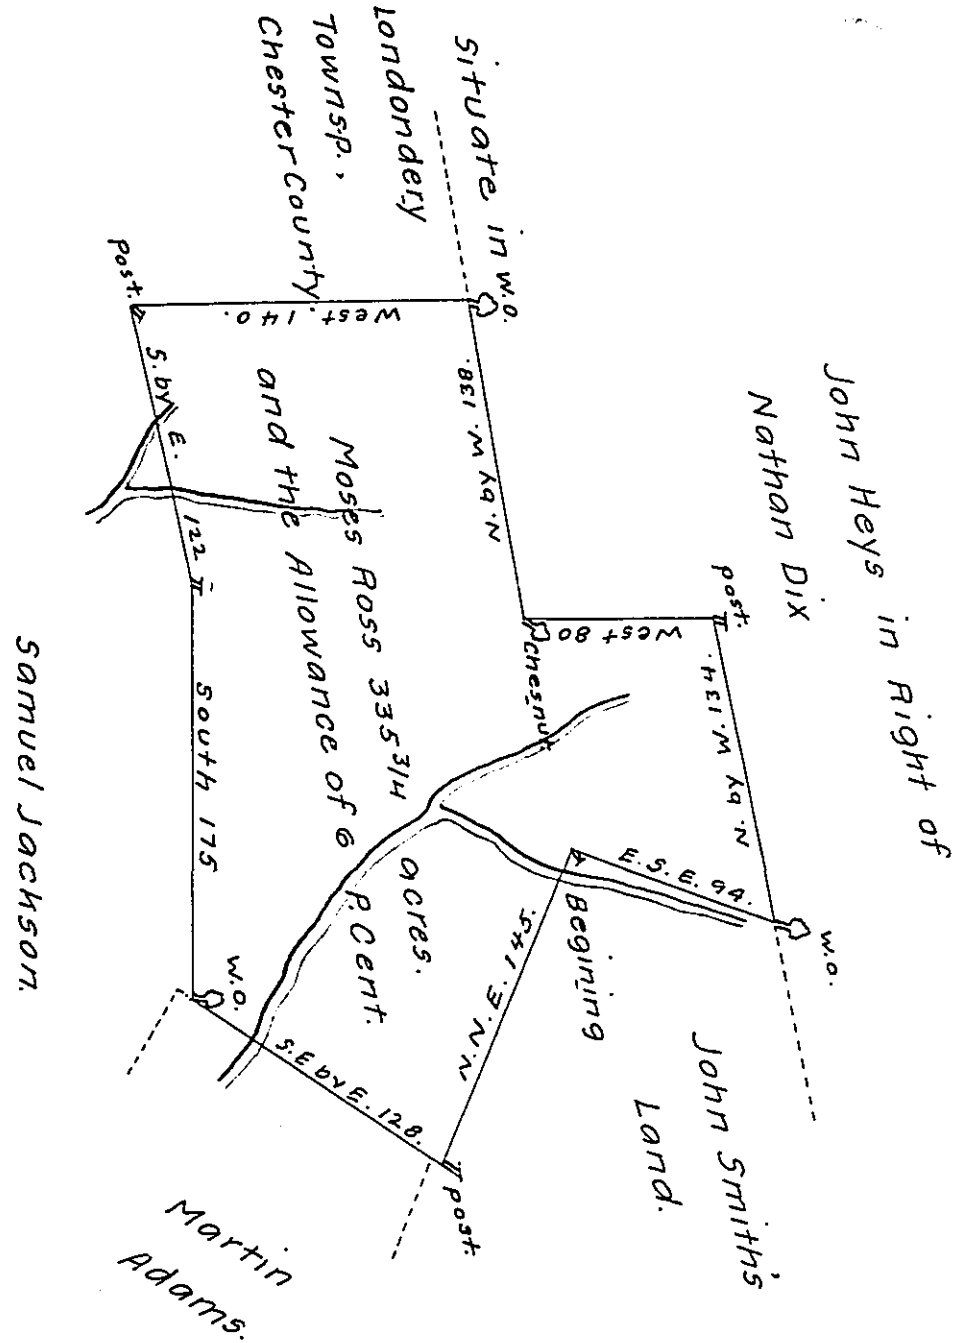 Situate in
Londondery
Townsp.,
Chester County.
John Heys in Right of
Nathan Dix
Post.
West. 140.
W.O.
N. by W. 138.
Chesnut
West 80
Post.
N. by W. 134.
W.O.
E. S. E. 94.
Begining
N. N. E. 145.
Post.
S. E by E. 128.
W.O.
South 175
S. by E. 122
Moses Ross 335 3/4 acres.
and the Allowance of 6 P. Cent.
John Smith's
Land.
Martin
Adams.
Samuel Jackson.